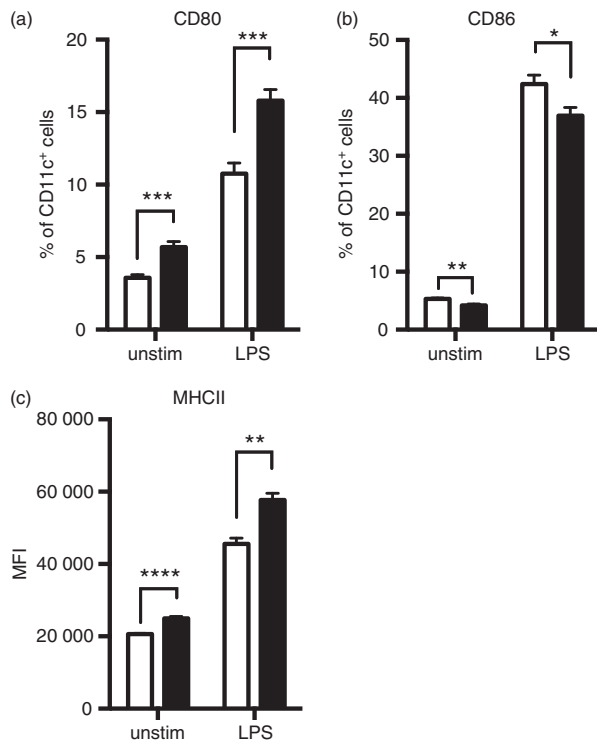 (a)
CD80
20
15
10
5
0
% of CD11c⁺ cells
***
***
unstim
LPS
(b)
CD86
50
40
30
20
10
0
% of CD11c⁺ cells
**
*
unstim
LPS
(c)
MHCII
80 000
60 000
40 000
20 000
0
MFI
****
**
unstim
LPS